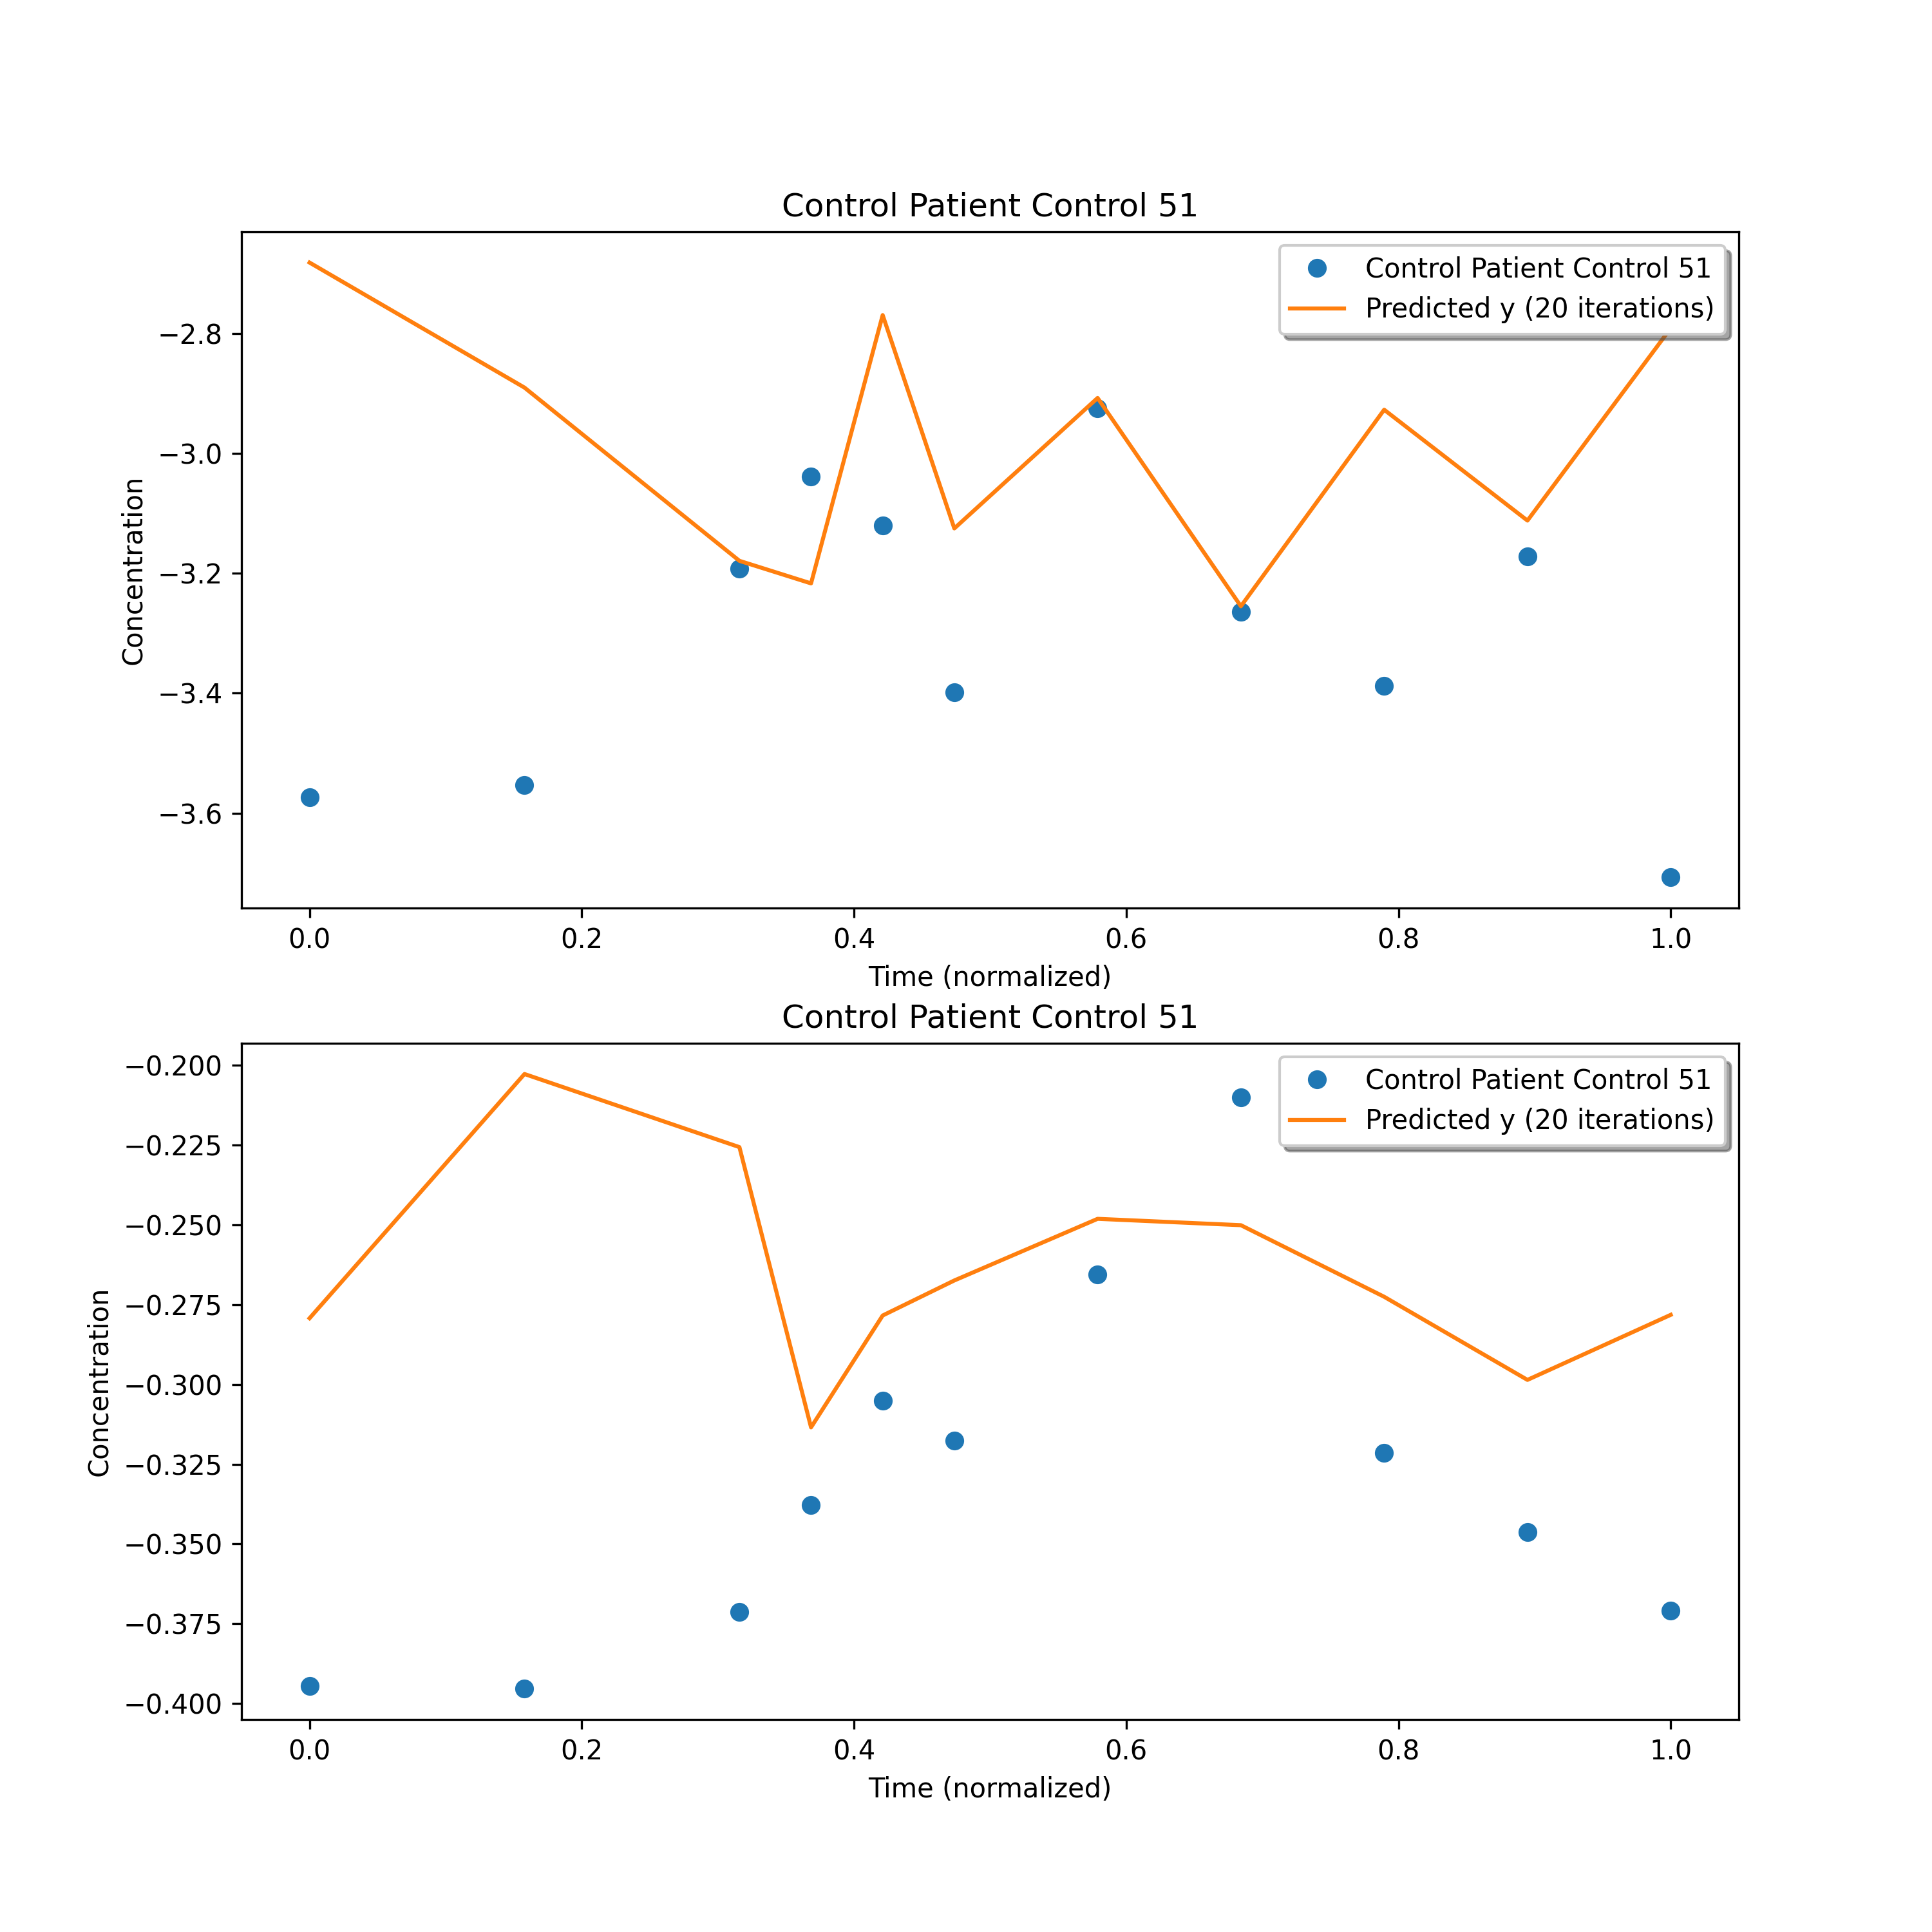 Control Patient Control 51
Control Patient Control 51
Predicted y (20 iterations)
−2.8
−3.0
−3.2
−3.4
−3.6
Concentration
0.0 0.2 0.4 0.6 0.8 1.0
Time (normalized)
Control Patient Control 51
Control Patient Control 51
Predicted y (20 iterations)
−0.200
−0.225
−0.250
−0.275
−0.300
−0.325
−0.350
−0.375
−0.400
Concentration
0.0 0.2 0.4 0.6 0.8 1.0
Time (normalized)